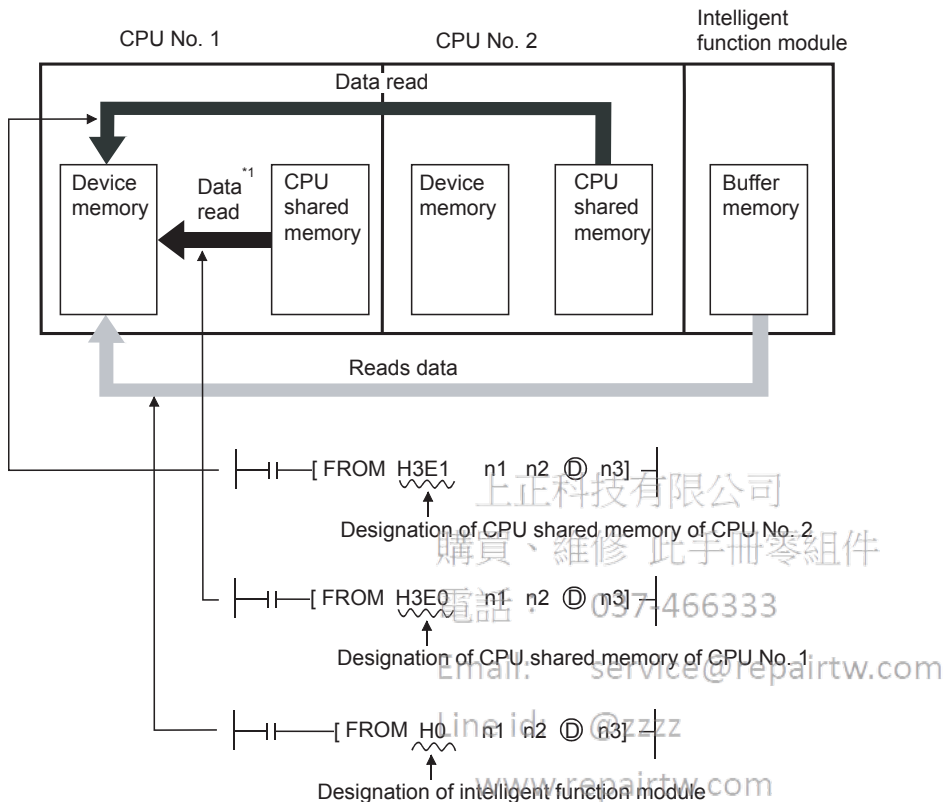 CPU No. 1
CPU No. 2
Intelligent
function module
Data read
Device
memory
Data *1
read
CPU
shared
memory
Device
memory
CPU
shared
memory
Buffer
memory
Reads data
[ FROM H3E1 n1 n2 Ⓓ n3]
上正科技有限公司
Designation of CPU shared memory of CPU No. 2
購買、維修 此手冊零組件
[ FROM H3E0 n1 n2 Ⓓ n3]
電話: 037-466333
Designation of CPU shared memory of CPU No. 1
Email: service@repairtw.com
[ FROM H0 n1 n2 Ⓓ n3]
Line id: @zzzz
Designation of intelligent function module
www.repairtw.com